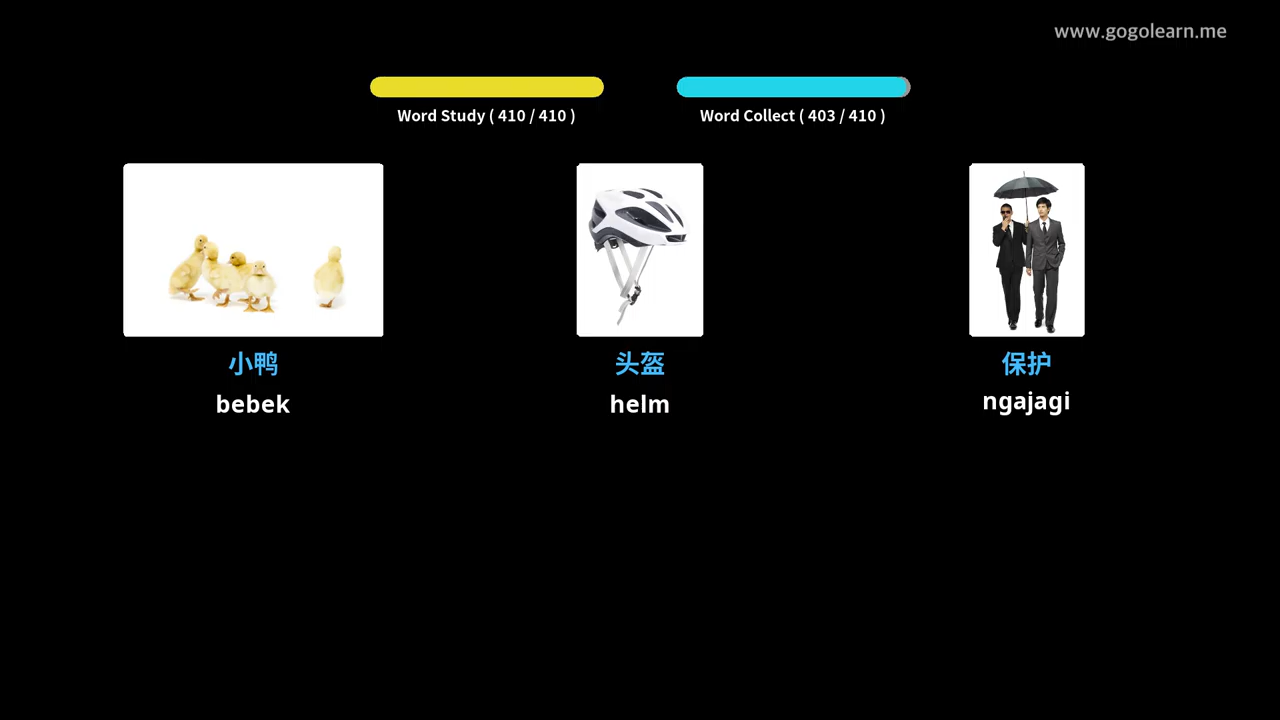 www.gogolearn.me
Word Study ( 410 / 410 )
Word Collect ( 403 / 410 )
小鸭
头盔
保护
bebek
helm
ngajagi